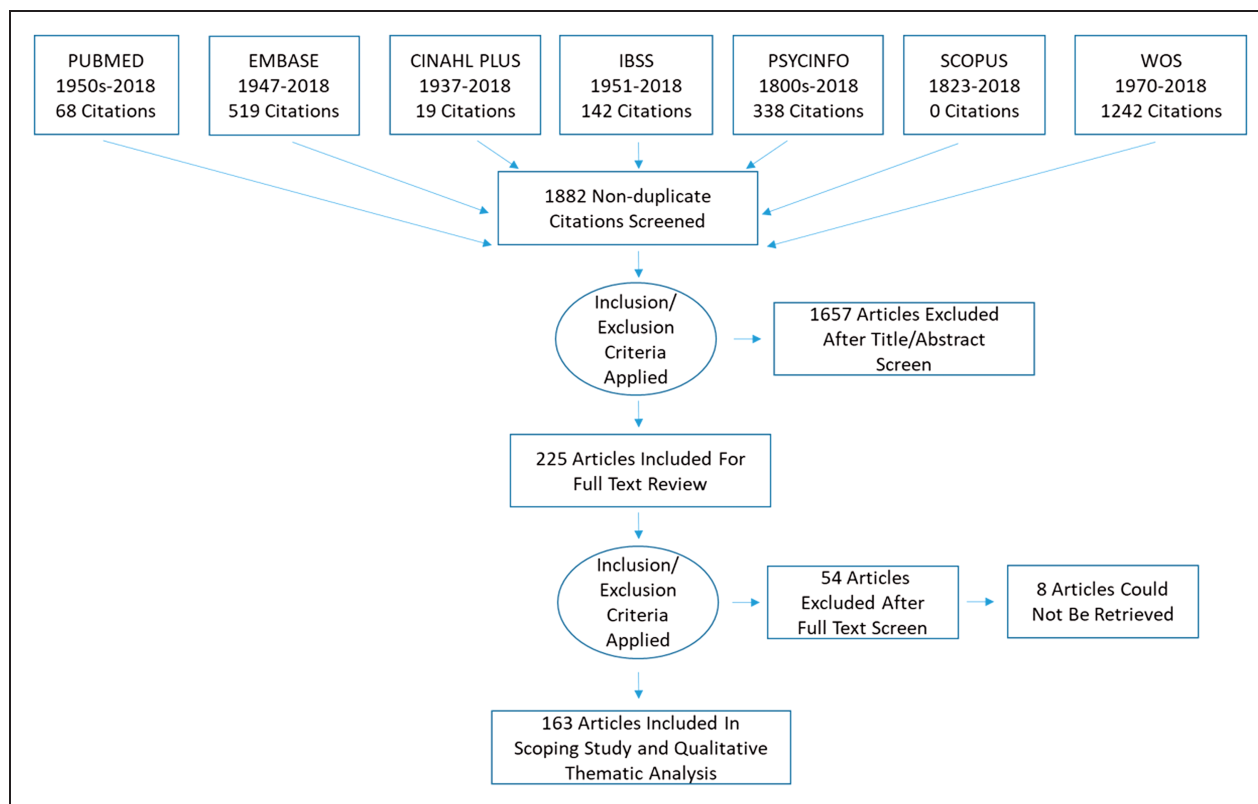 PUBMED
1950s-2018
68 Citations
EMBASE
1947-2018
519 Citations
CINAHL PLUS
1937-2018
19 Citations
IBSS
1951-2018
142 Citations
PSYCINFO
1800s-2018
338 Citations
SCOPUS
1823-2018
0 Citations
WOS
1970-2018
1242 Citations
1882 Non-duplicate
Citations Screened
Inclusion/
Exclusion
Criteria
Applied
1657 Articles Excluded
After Title/Abstract
Screen
225 Articles Included For
Full Text Review
Inclusion/
Exclusion
Criteria
Applied
54 Articles
Excluded After
Full Text Screen
8 Articles Could
Not Be Retrieved
163 Articles Included In
Scoping Study and Qualitative
Thematic Analysis